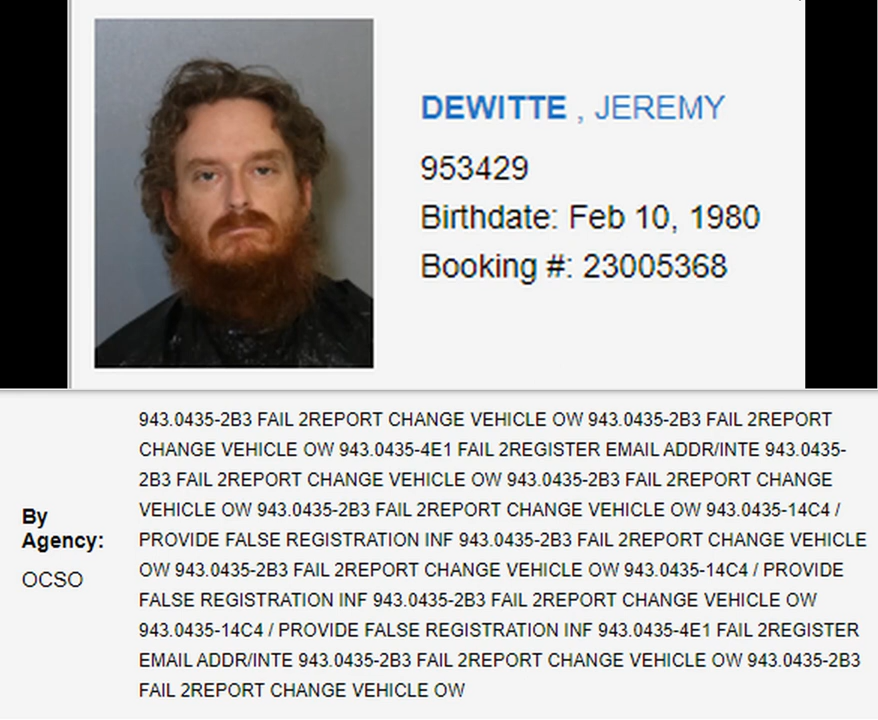 DEWITTE , JEREMY
953429
Birthdate: Feb 10, 1980
Booking #: 23005368
By
Agency:
OCSO
943.0435-2B3 FAIL 2REPORT CHANGE VEHICLE OW 943.0435-2B3 FAIL 2REPORT
CHANGE VEHICLE OW 943.0435-4E1 FAIL 2REGISTER EMAIL ADDR/INTE 943.0435-
2B3 FAIL 2REPORT CHANGE VEHICLE OW 943.0435-2B3 FAIL 2REPORT CHANGE
VEHICLE OW 943.0435-2B3 FAIL 2REPORT CHANGE VEHICLE OW 943.0435-14C4 /
PROVIDE FALSE REGISTRATION INF 943.0435-2B3 FAIL 2REPORT CHANGE VEHICLE
OW 943.0435-2B3 FAIL 2REPORT CHANGE VEHICLE OW 943.0435-14C4 / PROVIDE
FALSE REGISTRATION INF 943.0435-2B3 FAIL 2REPORT CHANGE VEHICLE OW
943.0435-14C4 / PROVIDE FALSE REGISTRATION INF 943.0435-4E1 FAIL 2REGISTER
EMAIL ADDR/INTE 943.0435-2B3 FAIL 2REPORT CHANGE VEHICLE OW 943.0435-2B3
FAIL 2REPORT CHANGE VEHICLE OW